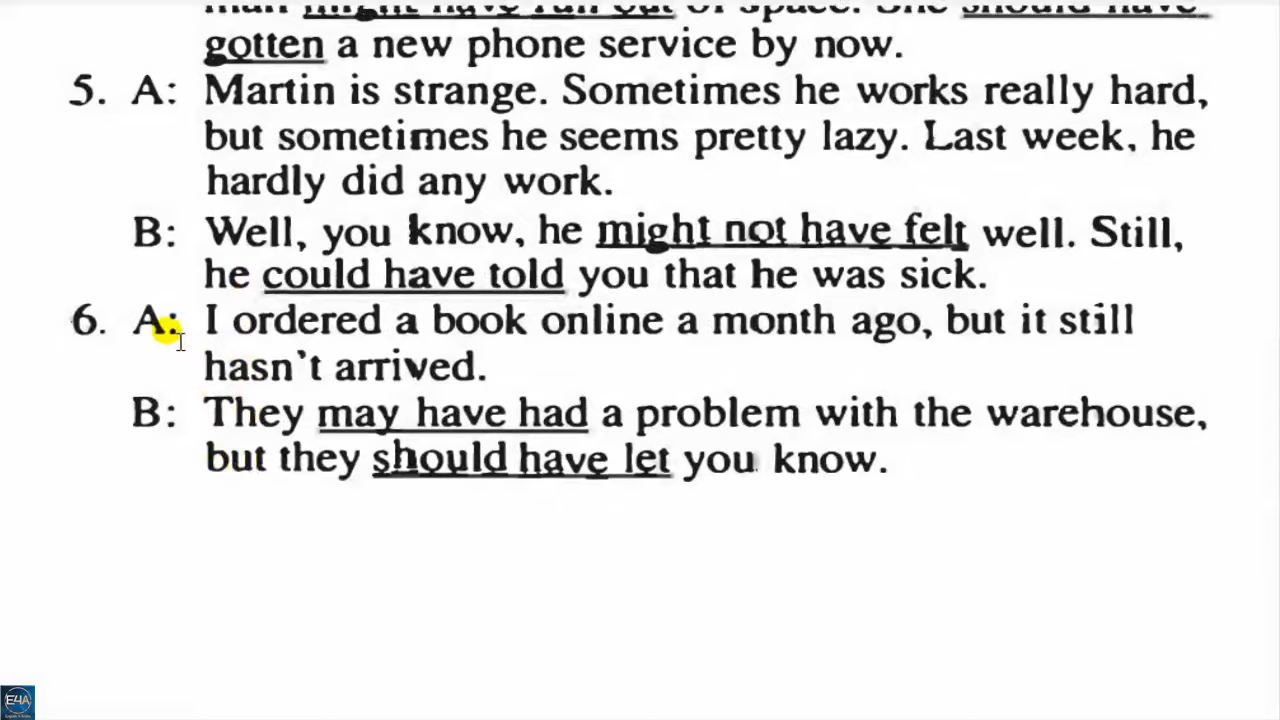 man might have run out of space. She should have
gotten a new phone service by now.
5. A: Martin is strange. Sometimes he works really hard,
but sometimes he seems pretty lazy. Last week, he
hardly did any work.
B: Well, you know, he might not have felt well. Still,
he could have told you that he was sick.
6. A: I ordered a book online a month ago, but it still
hasn't arrived.
B: They may have had a problem with the warehouse,
but they should have let you know.
E4A